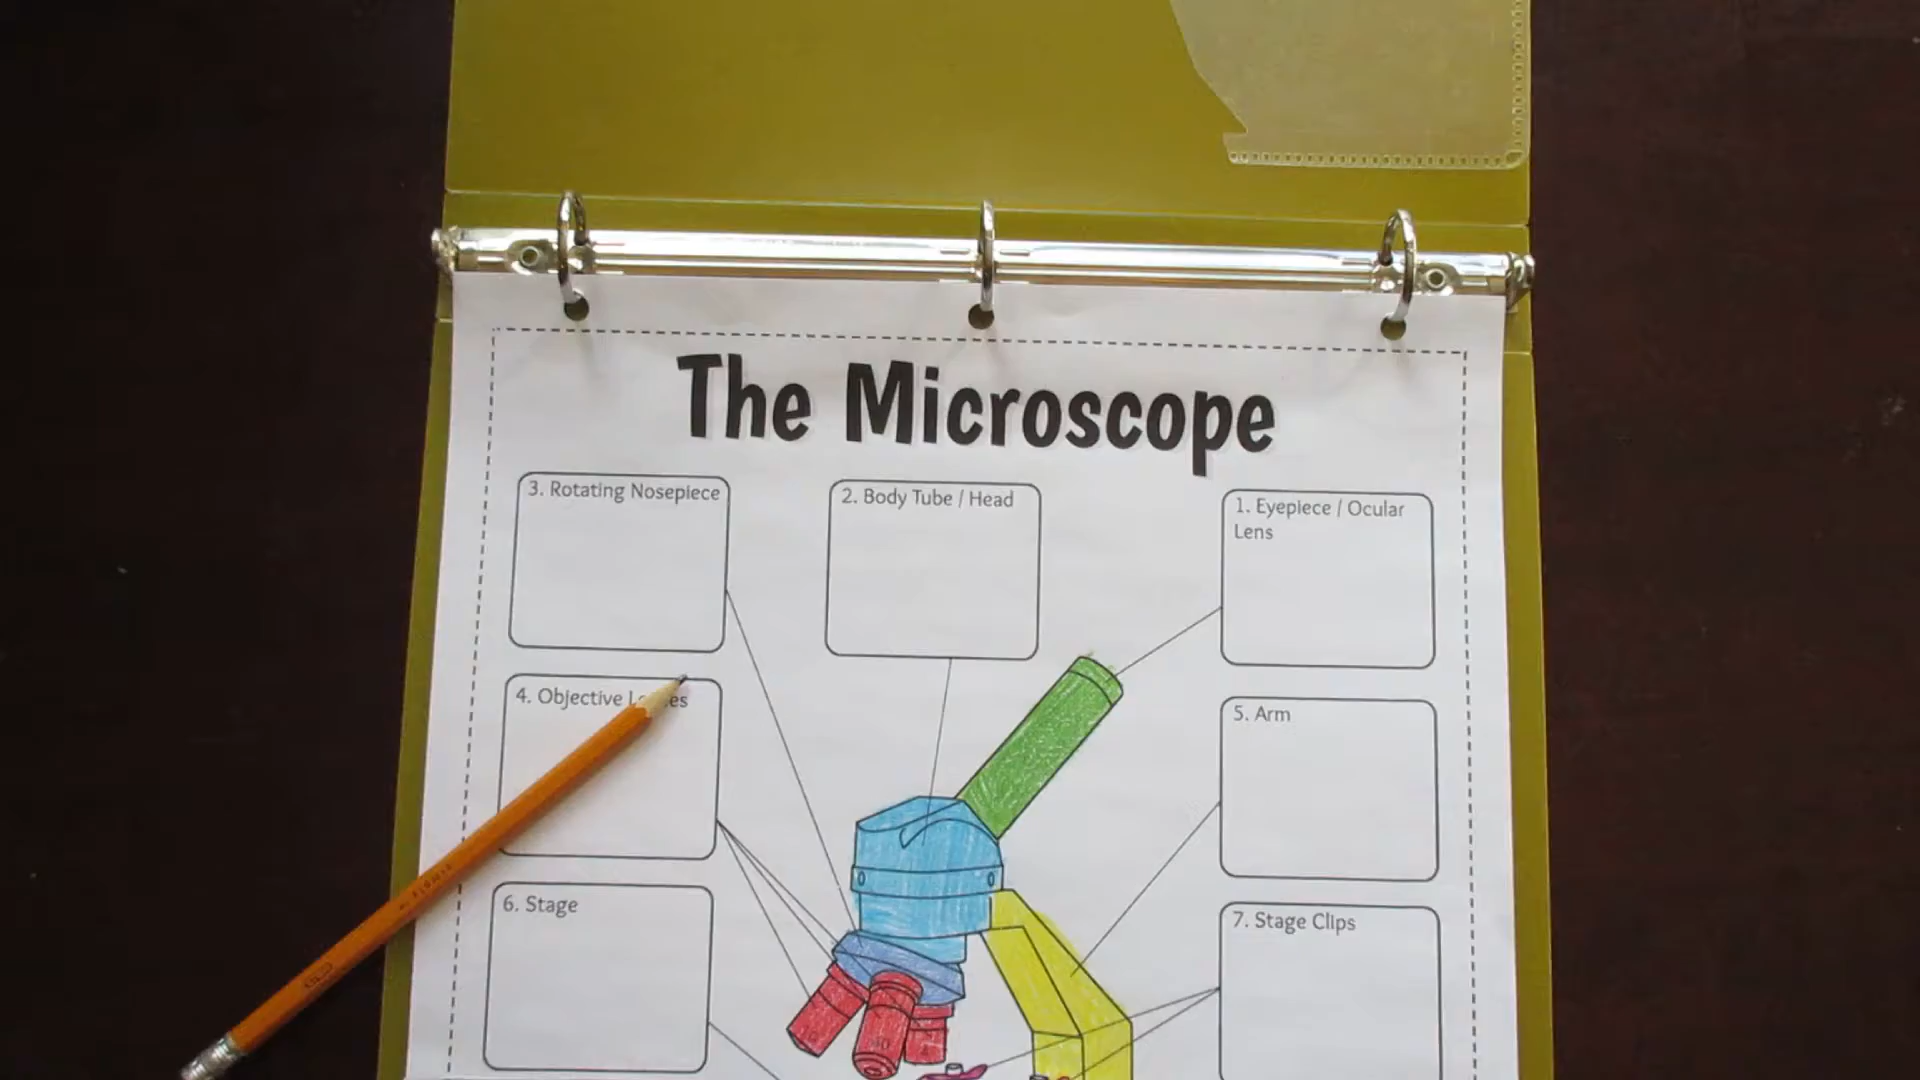 The Microscope
3. Rotating Nosepiece
2. Body Tube / Head
1. Eyepiece / Ocular
Lens
4. Objective
5. Arm
6. Stage
7. Stage Clips